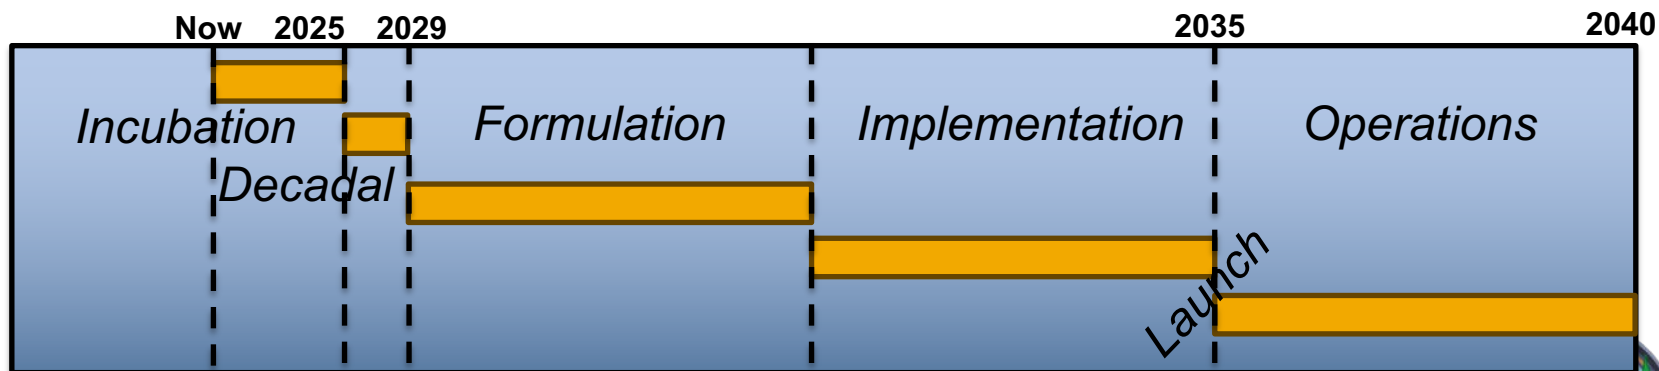 Now 2025 2029 2035 2040
Incubation Formulation Implementation Operations
Decadal
Launch